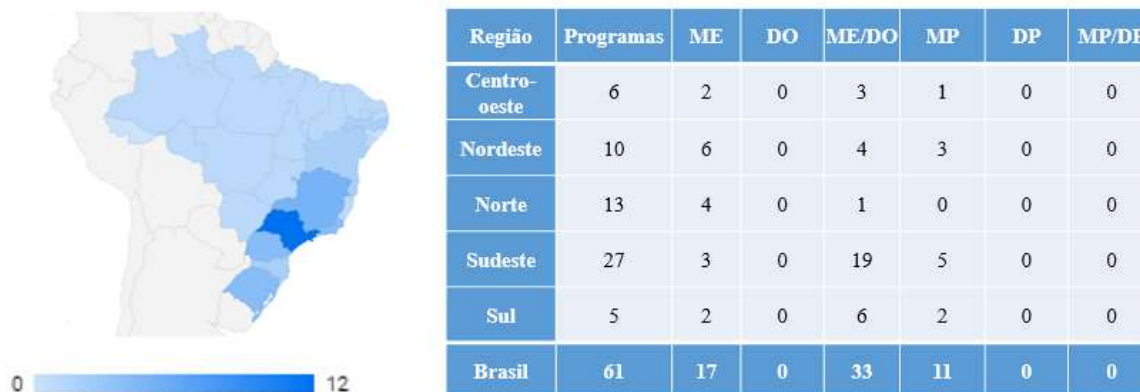 Região Programas ME DO ME/DO MP DP MP/DP
Centro-
oeste
6 2 0 3 1 0 0
Nordeste 10 6 0 4 3 0 0
Norte 13 4 0 1 0 0 0
Sudeste 27 3 0 19 5 0 0
Sul 5 2 0 6 2 0 0
Brasil 61 17 0 33 11 0 0
0 12